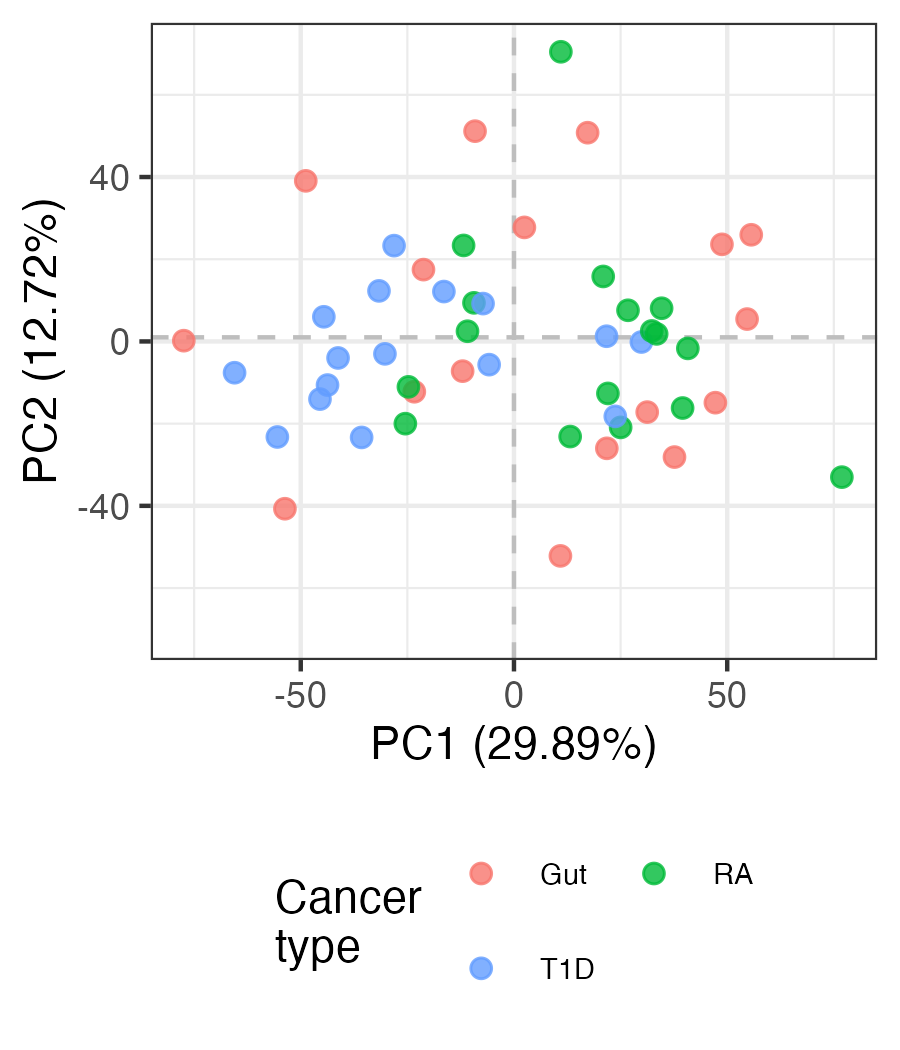 40
0
-40
PC2 (12.72%)
-50 0 50
PC1 (29.89%)
Cancer
type
Gut RA
T1D